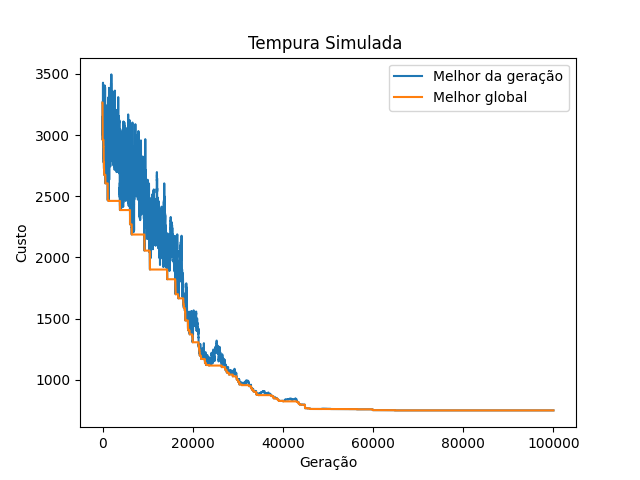 Tempura Simulada
Melhor da geração
Melhor global
Custo
3500
3000
2500
2000
1500
1000
0
20000
40000
60000
80000
100000
Geração